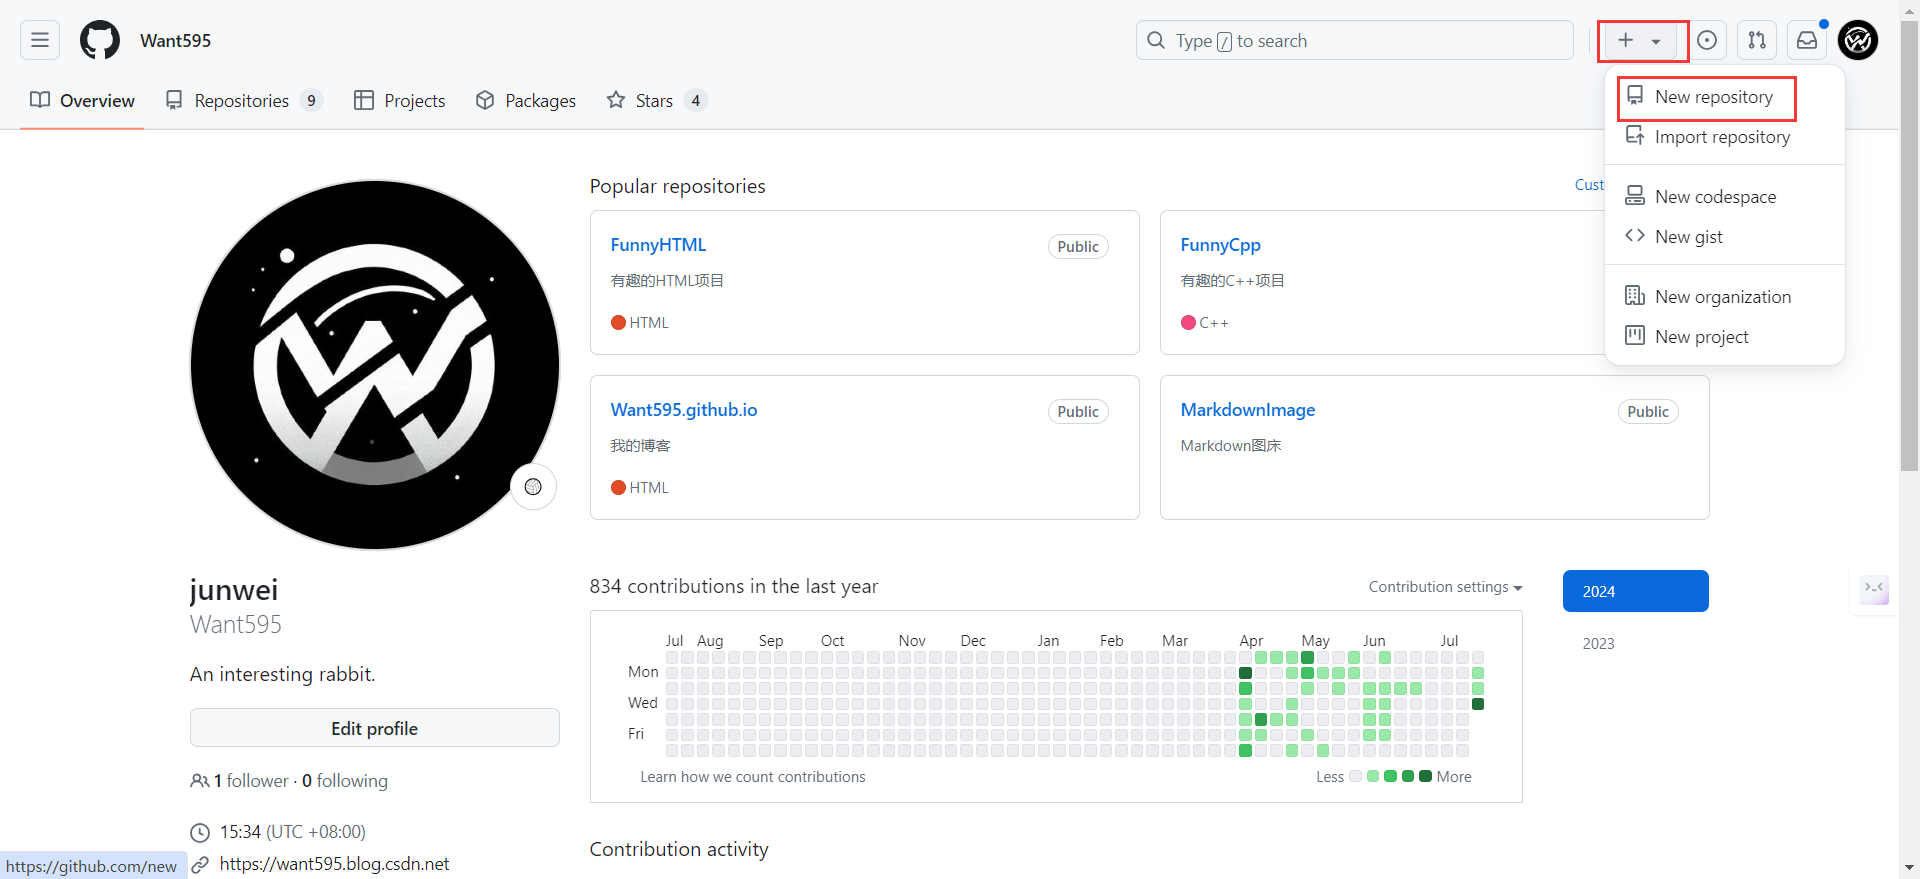 Want595
Type / to search
Overview
Repositories 9
Projects
Packages
Stars 4
New repository
Import repository
New codespace
New gist
New organization
New project
Popular repositories
Cust
FunnyHTML
Public
有趣的HTML项目
HTML
FunnyCpp
有趣的C++项目
C++
Want595.github.io
Public
我的博客
HTML
MarkdownImage
Public
Markdown图床
junwei
Want595
An interesting rabbit.
Edit profile
1 follower · 0 following
15:34 (UTC +08:00)
https://want595.blog.csdn.net
834 contributions in the last year
Contribution settings
2024
2023
Jul Aug Sep Oct Nov Dec Jan Feb Mar Apr May Jun Jul
Mon
Wed
Fri
Learn how we count contributions
Less More
Contribution activity
https://github.com/new